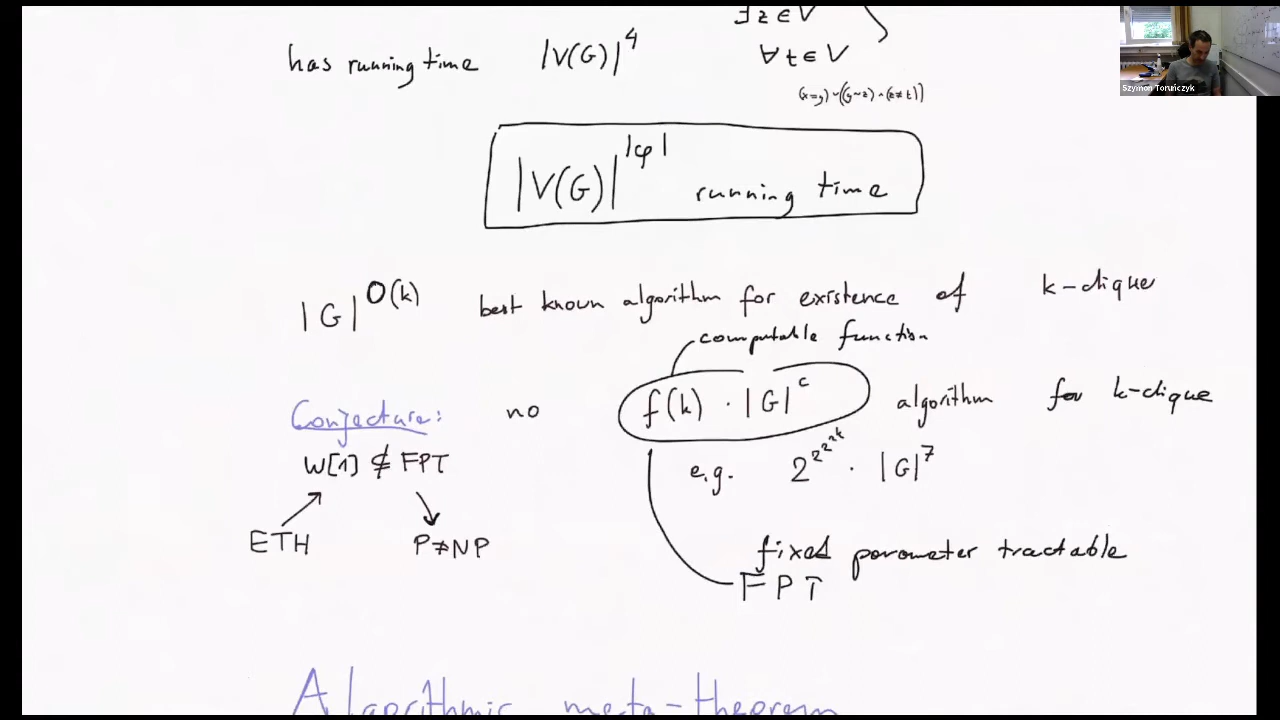 ∃z∈V
has running time |V(G)|^4 ∀t∈V
(x=y)∨((y~z)∧(z≠t))
|V(G)|^|φ| running time
|G|^O(k) best known algorithm for existence of k-clique
computable function
Conjecture: no f(k)·|G|^c algorithm for k-clique
W[1] ⊈ FPT e.g. 2^2^2^2^k · |G|^7
ETH P≠NP
fixed parameter tractable
FPT
Algorithmic meta-theorem
Szymon Toruńczyk